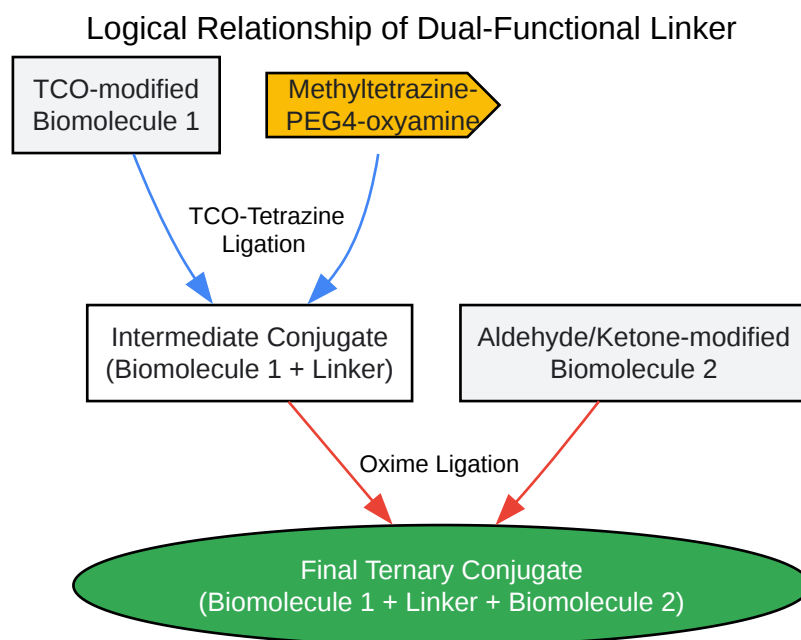 Logical Relationship of Dual-Functional Linker
TCO-modified
Biomolecule 1
Methyltetrazine-
PEG4-oxyamine
TCO-Tetrazine
Ligation
Intermediate Conjugate
(Biomolecule 1 + Linker)
Aldehyde/Ketone-modified
Biomolecule 2
Oxime Ligation
Final Ternary Conjugate
(Biomolecule 1 + Linker + Biomolecule 2)